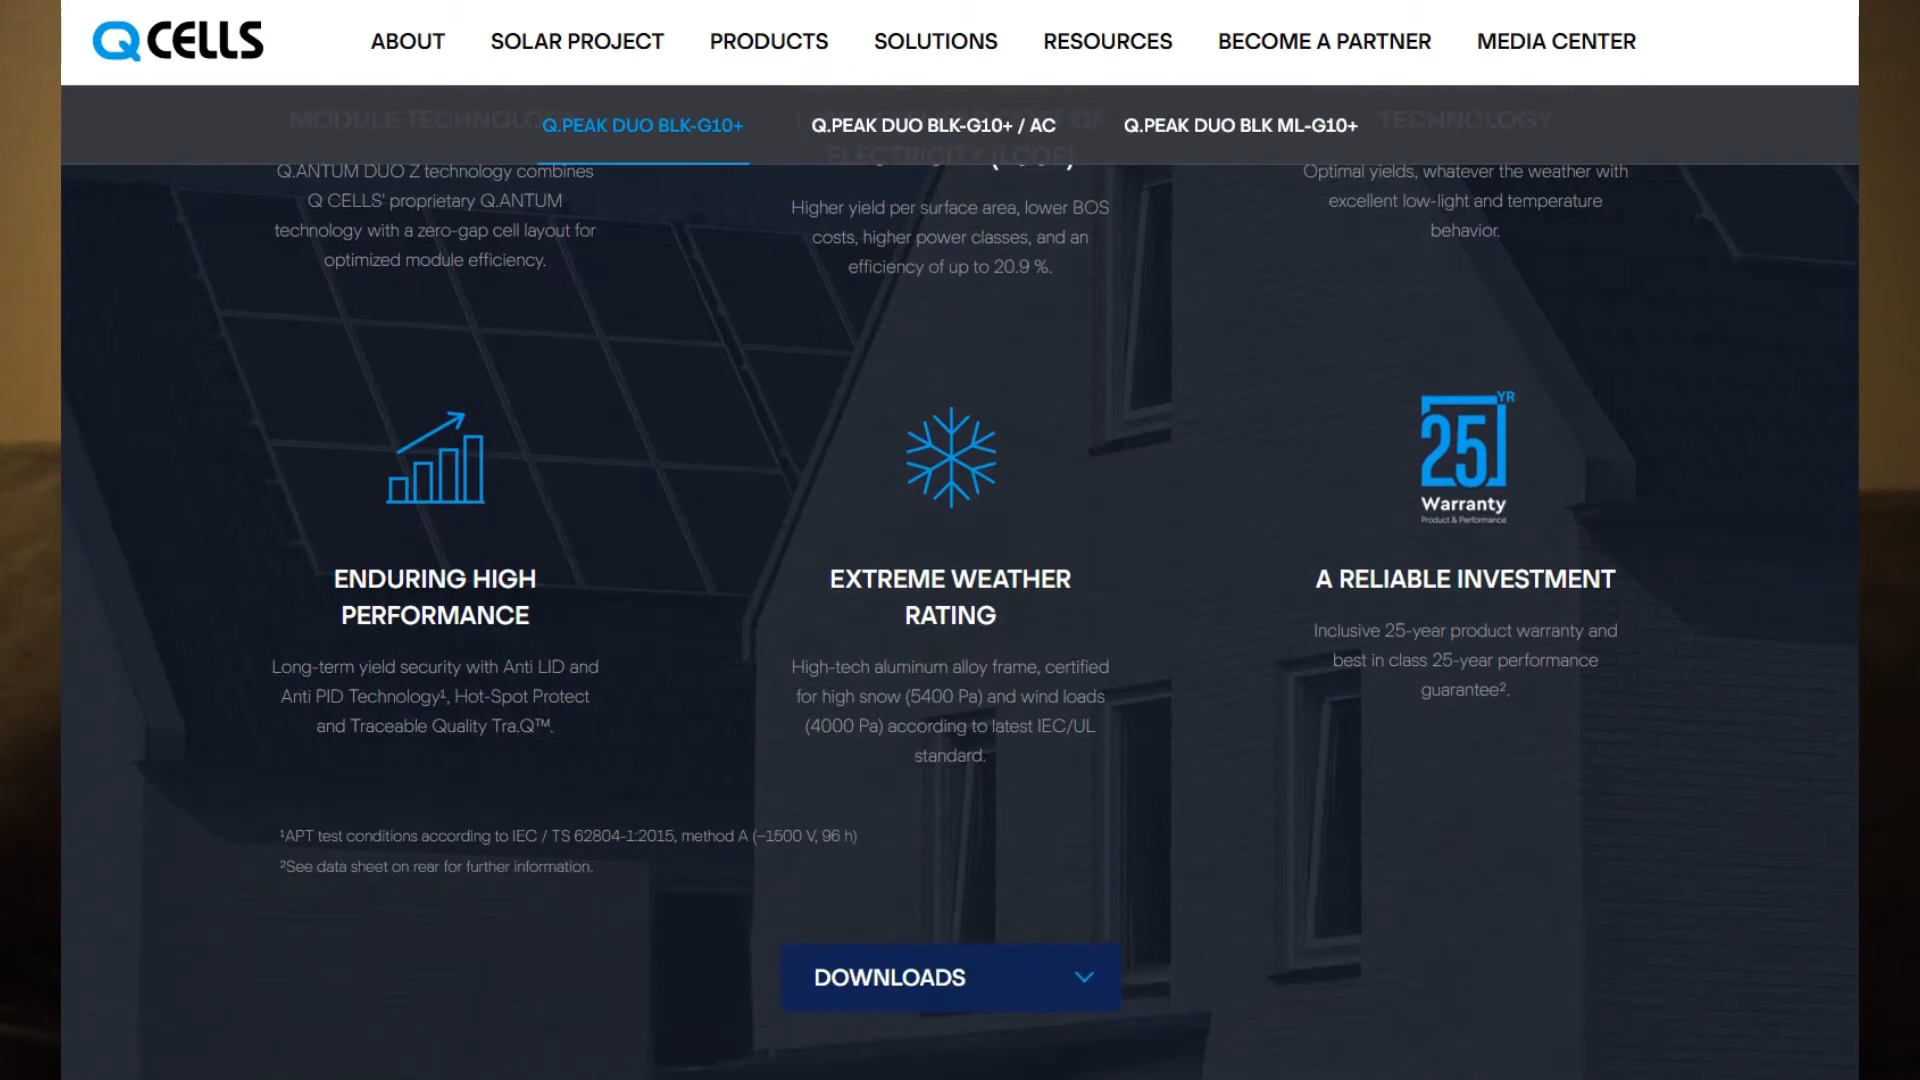 Q CELLS
ABOUT
SOLAR PROJECT
PRODUCTS
SOLUTIONS
RESOURCES
BECOME A PARTNER
MEDIA CENTER
Q.PEAK DUO BLK-G10+
Q.PEAK DUO BLK-G10+ / AC
Q.PEAK DUO BLK ML-G10+
MODULE TECHNOLOGY
OF
ELECTRICITY (LCOE)
TECHNOLOGY
Q.ANTUM DUO Z technology combines
Q CELLS' proprietary Q.ANTUM
technology with a zero-gap cell layout for
optimized module efficiency.
Higher yield per surface area, lower BOS
costs, higher power classes, and an
efficiency of up to 20.9 %.
Optimal yields, whatever the weather with
excellent low-light and temperature
behavior.
ENDURING HIGH
PERFORMANCE
Long-term yield security with Anti LID and
Anti PID Technology¹, Hot-Spot Protect
and Traceable Quality Tra.Q™.
EXTREME WEATHER
RATING
High-tech aluminum alloy frame, certified
for high snow (5400 Pa) and wind loads
(4000 Pa) according to latest IEC/UL
standard.
25 YR
Warranty
Product & Performance
A RELIABLE INVESTMENT
Inclusive 25-year product warranty and
best in class 25-year performance
guarantee².
¹APT test conditions according to IEC / TS 62804-1:2015, method A (–1500 V, 96 h)
²See data sheet on rear for further information.
DOWNLOADS